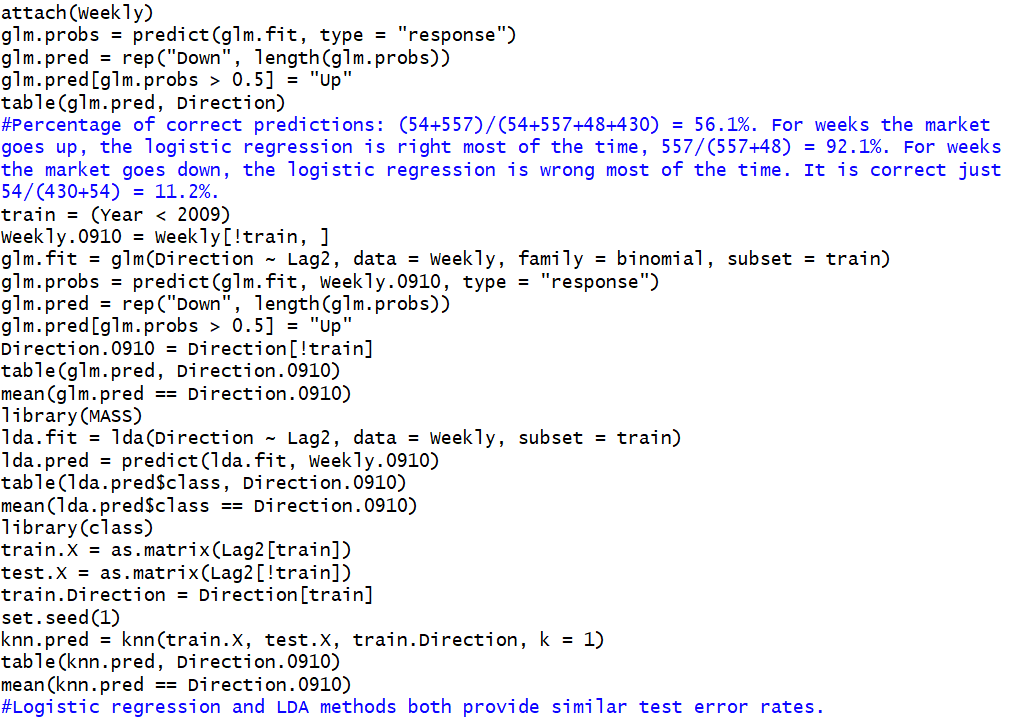 attach(Weekly)
glm.probs = predict(glm.fit, type = "response")
glm.pred = rep("Down", length(glm.probs))
glm.pred[glm.probs > 0.5] = "Up"
table(glm.pred, Direction)
#Percentage of correct predictions: (54+557)/(54+557+48+430) = 56.1%. For weeks the market
goes up, the logistic regression is right most of the time, 557/(557+48) = 92.1%. For weeks
the market goes down, the logistic regression is wrong most of the time. It is correct just
54/(430+54) = 11.2%.
train = (Year < 2009)
Weekly.0910 = Weekly[!train, ]
glm.fit = glm(Direction ~ Lag2, data = Weekly, family = binomial, subset = train)
glm.probs = predict(glm.fit, Weekly.0910, type = "response")
glm.pred = rep("Down", length(glm.probs))
glm.pred[glm.probs > 0.5] = "Up"
Direction.0910 = Direction[!train]
table(glm.pred, Direction.0910)
mean(glm.pred == Direction.0910)
library(MASS)
lda.fit = lda(Direction ~ Lag2, data = Weekly, subset = train)
lda.pred = predict(lda.fit, Weekly.0910)
table(lda.pred$class, Direction.0910)
mean(lda.pred$class == Direction.0910)
library(class)
train.X = as.matrix(Lag2[train])
test.X = as.matrix(Lag2[!train])
train.Direction = Direction[train]
set.seed(1)
knn.pred = knn(train.X, test.X, train.Direction, k = 1)
table(knn.pred, Direction.0910)
mean(knn.pred == Direction.0910)
#Logistic regression and LDA methods both provide similar test error rates.